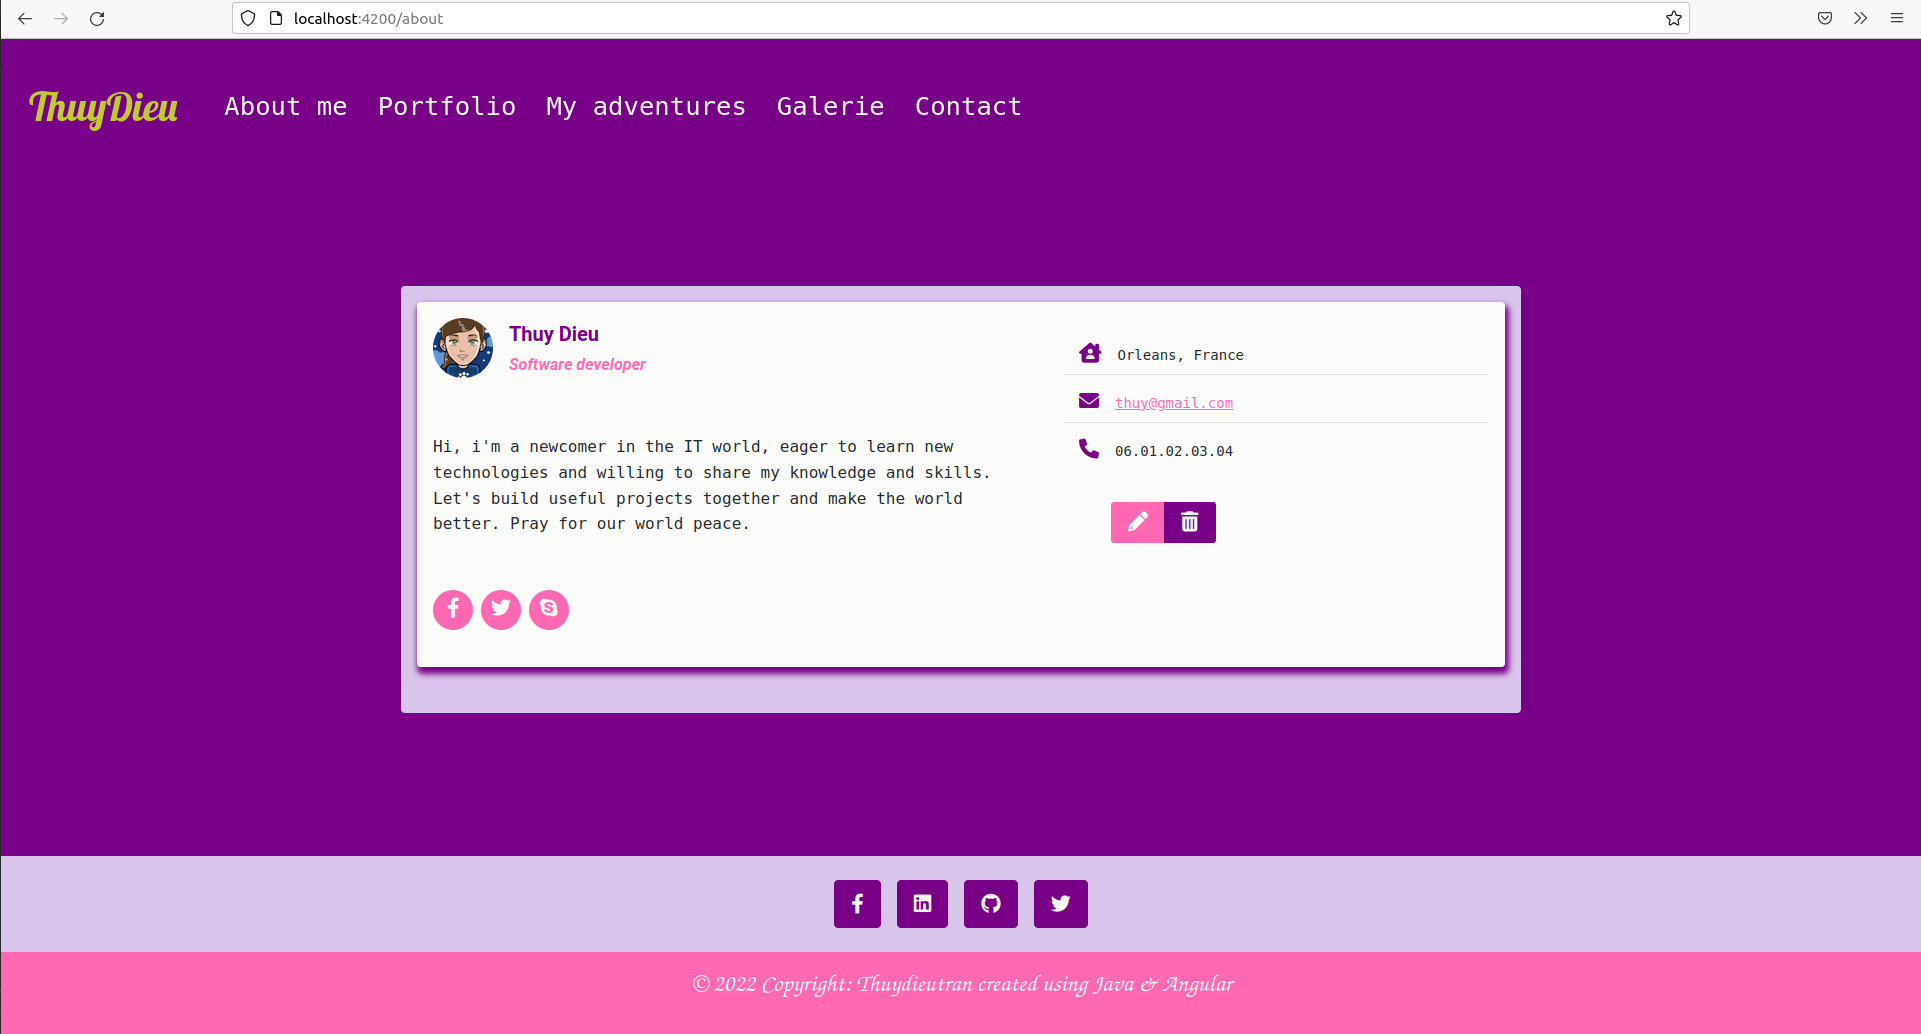 localhost:4200/about
ThuyDieu About me Portfolio My adventures Galerie Contact
Thuy Dieu
Software developer
Hi, i'm a newcomer in the IT world, eager to learn new
technologies and willing to share my knowledge and skills.
Let's build useful projects together and make the world
better. Pray for our world peace.
Orleans, France
thuy@gmail.com
06.01.02.03.04
© 2022 Copyright: Thuydieutran created using Java & Angular